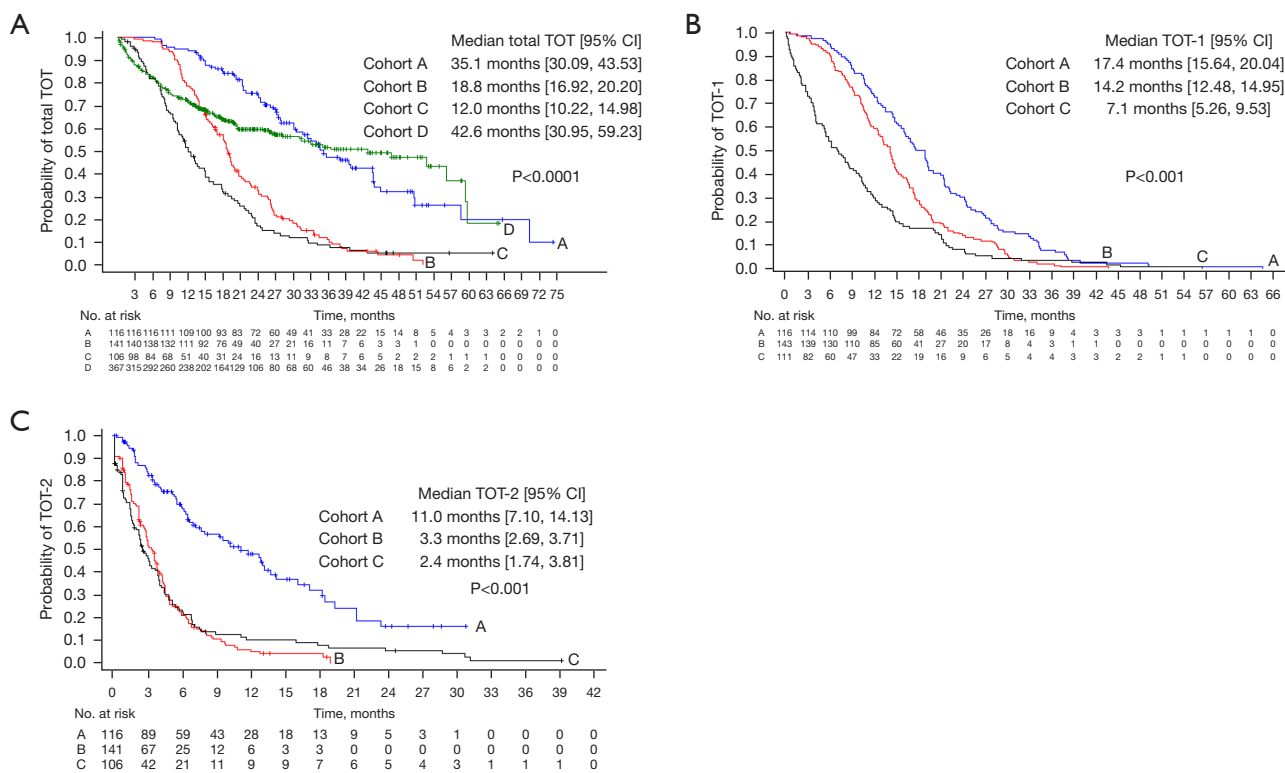 A
Median total TOT [95% CI]
Cohort A 35.1 months [30.09, 43.53]
Cohort B 18.8 months [16.92, 20.20]
Cohort C 12.0 months [10.22, 14.98]
Cohort D 42.6 months [30.95, 59.23]
P<0.0001
Probability of total TOT
1.0
0.9
0.8
0.7
0.6
0.5
0.4
0.3
0.2
0.1
0.0
D
A
C
B
3 6 9 12 15 18 21 24 27 30 33 36 39 42 45 48 51 54 57 60 63 66 69 72 75
No. at risk Time, months
A 116 116 116 111 109 100 93 83 72 60 49 41 33 28 22 15 14 8 5 4 3 3 2 2 1 0
B 141 140 138 132 111 92 76 49 40 27 21 16 11 7 6 3 3 1 0 0 0 0 0 0 0 0
C 106 98 84 68 51 40 31 24 16 13 11 9 8 7 6 5 2 2 2 1 1 1 0 0 0 0
D 367 315 292 260 238 202 164 129 106 80 68 60 46 38 34 26 18 15 8 6 2 2 0 0 0 0
B
Median TOT-1 [95% CI]
Cohort A 17.4 months [15.64, 20.04]
Cohort B 14.2 months [12.48, 14.95]
Cohort C 7.1 months [5.26, 9.53]
P<0.001
Probability of TOT-1
1.0
0.9
0.8
0.7
0.6
0.5
0.4
0.3
0.2
0.1
0.0
B
C
A
0 3 6 9 12 15 18 21 24 27 30 33 36 39 42 45 48 51 54 57 60 63 66
No. at risk Time, months
A 116 114 110 99 84 72 58 46 35 26 18 16 9 4 3 3 3 1 1 1 1 1 0
B 143 139 130 110 85 60 41 27 20 17 8 4 3 1 1 0 0 0 0 0 0 0 0
C 111 82 60 47 33 22 19 16 9 6 5 4 4 3 3 2 2 1 1 0 0 0 0
C
Median TOT-2 [95% CI]
Cohort A 11.0 months [7.10, 14.13]
Cohort B 3.3 months [2.69, 3.71]
Cohort C 2.4 months [1.74, 3.81]
P<0.001
Probability of TOT-2
1.0
0.9
0.8
0.7
0.6
0.5
0.4
0.3
0.2
0.1
0.0
A
B
C
0 3 6 9 12 15 18 21 24 27 30 33 36 39 42
No. at risk Time, months
A 116 89 59 43 28 18 13 9 5 3 1 0 0 0 0
B 141 67 25 12 6 3 3 0 0 0 0 0 0 0 0
C 106 42 21 11 9 9 7 6 5 4 3 1 1 1 0